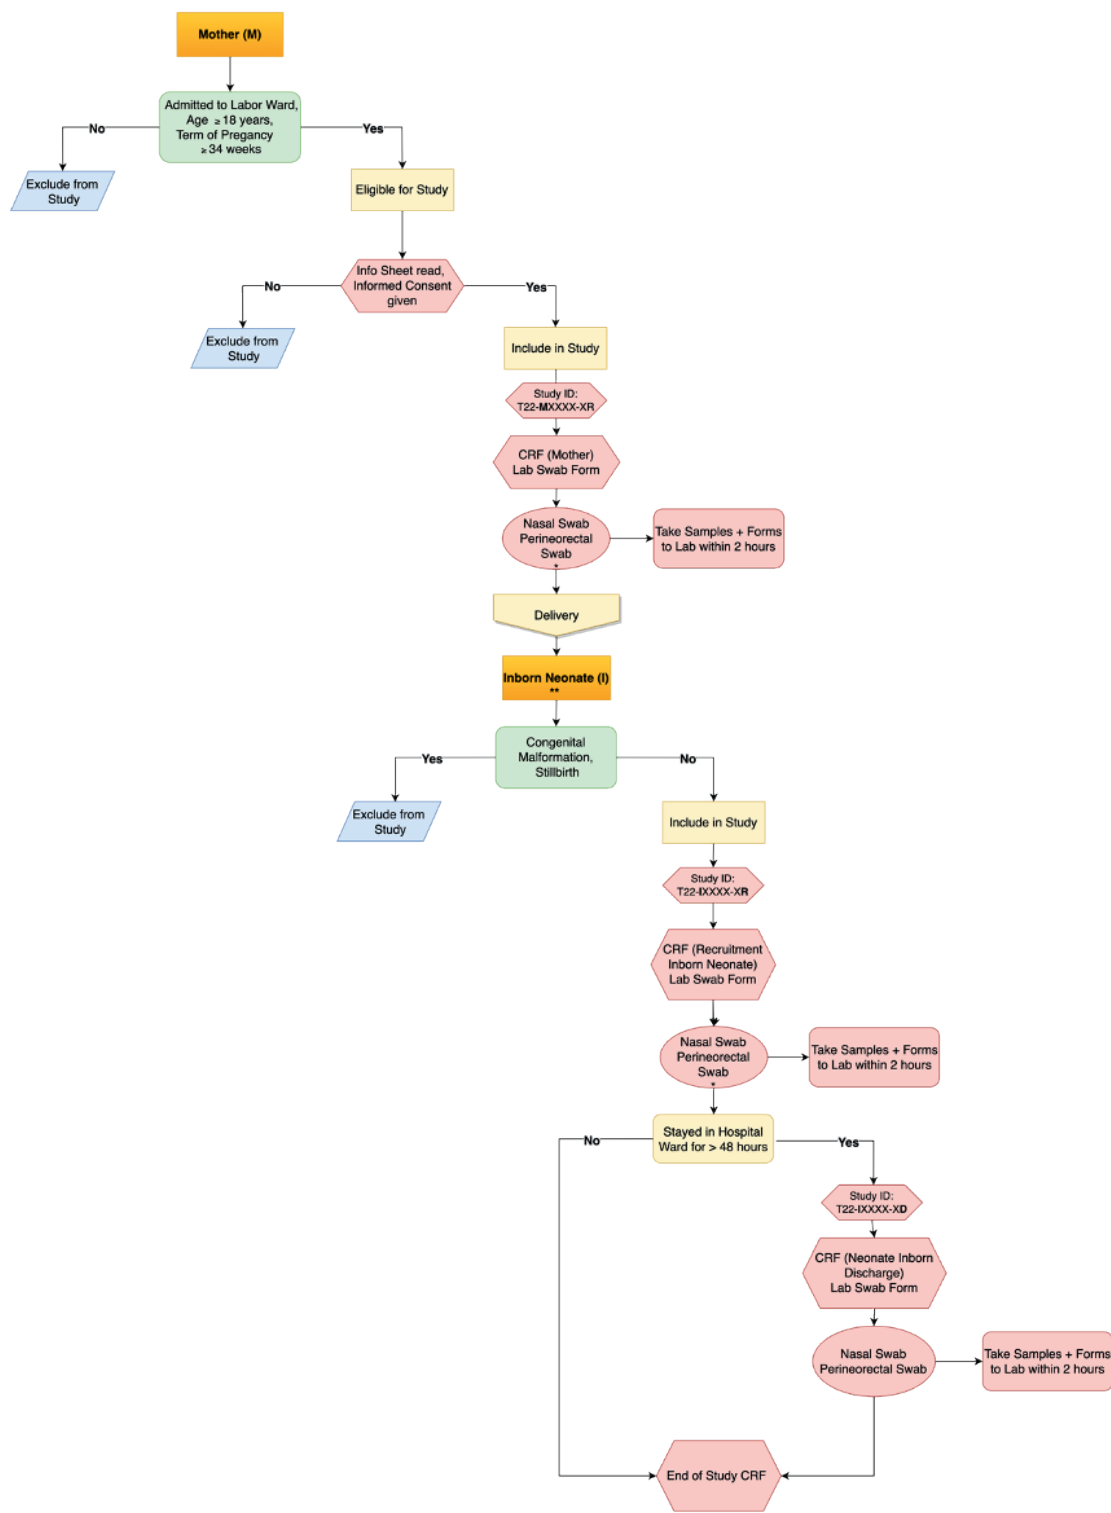 Mother (M)
Admitted to Labor Ward,
Age ≥ 18 years,
Term of Pregancy
≥ 34 weeks
No
Yes
Exclude from
Study
Eligible for Study
Info Sheet read,
Informed Consent
given
No
Yes
Exclude from
Study
Include in Study
Study ID:
T22-MXXXX-XR
CRF (Mother)
Lab Swab Form
Nasal Swab
Perineorectal
Swab
*
Take Samples + Forms
to Lab within 2 hours
Delivery
Inborn Neonate (I)
**
Congenital
Malformation,
Stillbirth
Yes
No
Exclude from
Study
Include in Study
Study ID:
T22-IXXXX-XR
CRF (Recruitment
Inborn Neonate)
Lab Swab Form
Nasal Swab
Perineorectal
Swab
*
Take Samples + Forms
to Lab within 2 hours
Stayed in Hospital
Ward for > 48 hours
No
Yes
Study ID:
T22-IXXXX-XD
CRF (Neonate Inborn
Discharge)
Lab Swab Form
Nasal Swab
Perineorectal Swab
Take Samples + Forms
to Lab within 2 hours
End of Study CRF